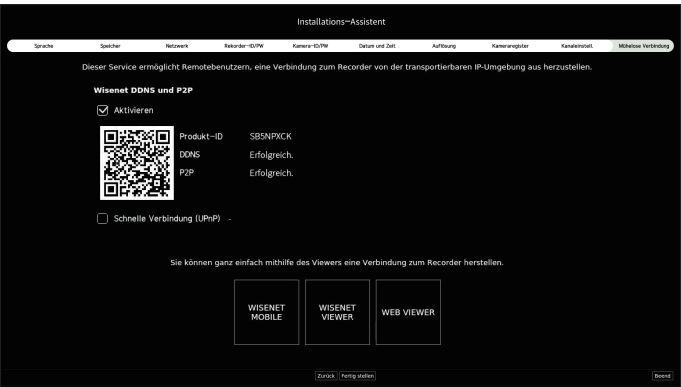 Installations-Assistent
Sprache Speicher Netzwerk Rekorder-ID/PW Kamera-ID/PW Datum und Zeit Auflösung Kameraregister Kanaleinstell. Mühelose Verbindung
Dieser Service ermöglicht Remotebenutzern, eine Verbindung zum Recorder von der transportierbaren IP-Umgebung aus herzustellen.
Wisenet DDNS und P2P
Aktivieren
Produkt-ID SB5NPXCK
DDNS Erfolgreich.
P2P Erfolgreich.
Schnelle Verbindung (UPnP) -
Sie können ganz einfach mithilfe des Viewers eine Verbindung zum Recorder herstellen.
WISENET MOBILE
WISENET VIEWER
WEB VIEWER
Zurück Fertig stellen Beend